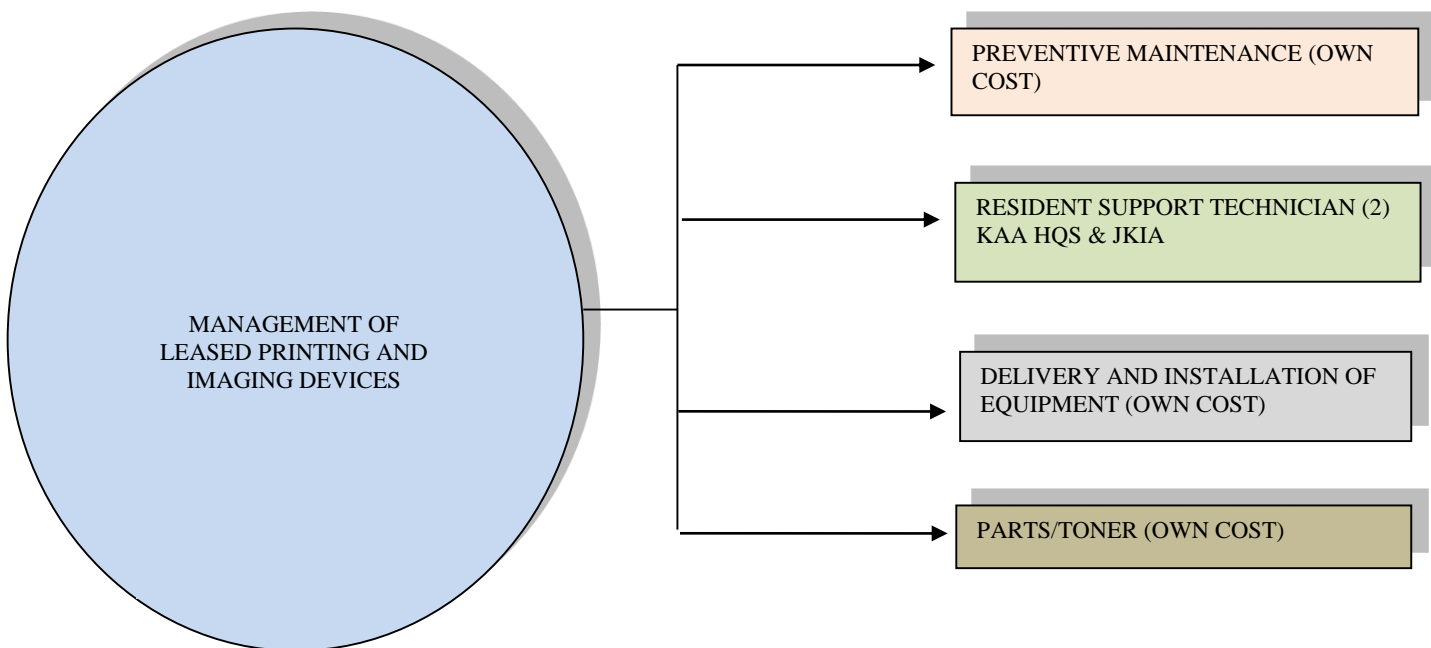 MANAGEMENT OF
LEASED PRINTING AND
IMAGING DEVICES
PREVENTIVE MAINTENANCE (OWN
COST)
RESIDENT SUPPORT TECHNICIAN (2)
KAA HQS & JKIA
DELIVERY AND INSTALLATION OF
EQUIPMENT (OWN COST)
PARTS/TONER (OWN COST)